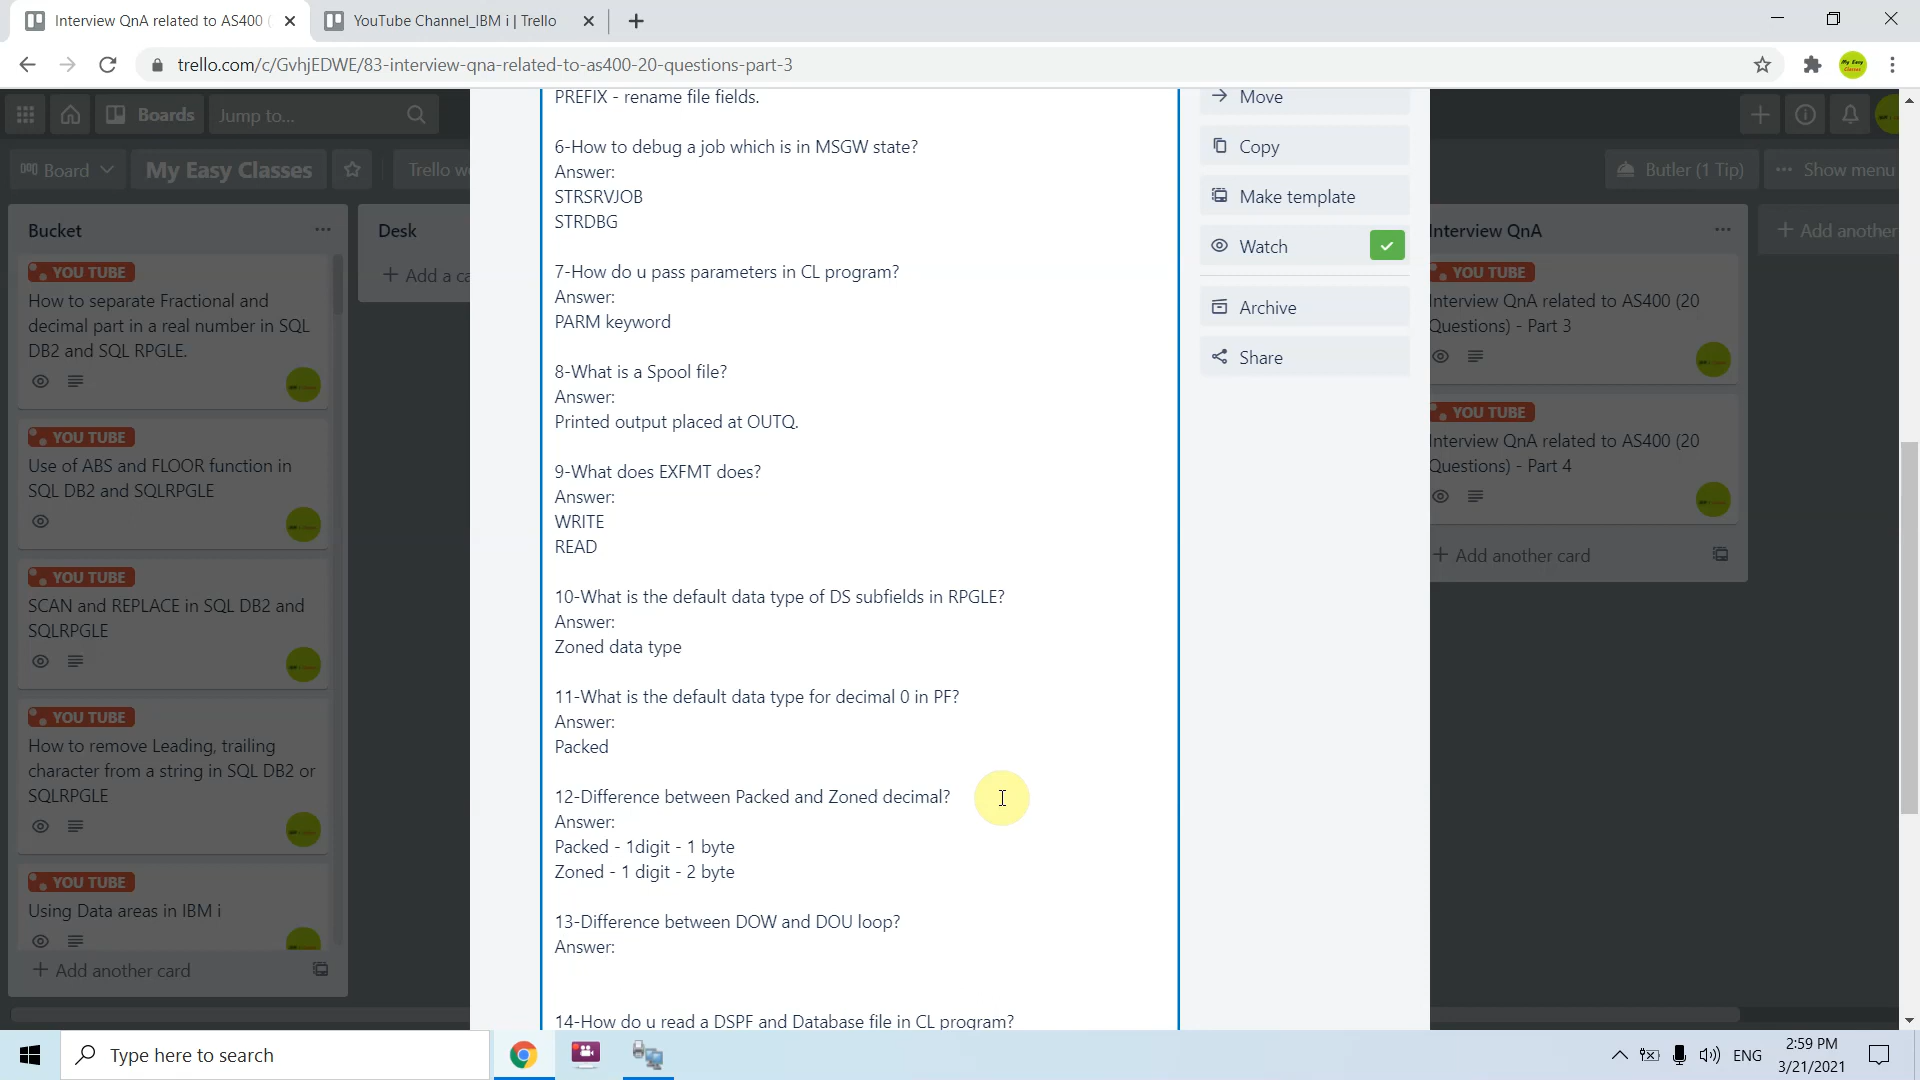 Interview QnA related to AS400 (
YouTube Channel_IBM i | Trello
trello.com/c/GvhjEDWE/83-interview-qna-related-to-as400-20-questions-part-3
Boards
Jump to...
Board
My Easy Classes
Butler (1 Tip)
Show menu
Bucket
YOU TUBE
How to separate Fractional and
decimal part in a real number in SQL
DB2 and SQL RPGLE.
YOU TUBE
Use of ABS and FLOOR function in
SQL DB2 and SQLRPGLE
YOU TUBE
SCAN and REPLACE in SQL DB2 and
SQLRPGLE
YOU TUBE
How to remove Leading, trailing
character from a string in SQL DB2 or
SQLRPGLE
YOU TUBE
Using Data areas in IBM i
+ Add another card
Desk
+ Add a ca
PREFIX - rename file fields.
6-How to debug a job which is in MSGW state?
Answer:
STRSRVJOB
STRDBG
7-How do u pass parameters in CL program?
Answer:
PARM keyword
8-What is a Spool file?
Answer:
Printed output placed at OUTQ.
9-What does EXFMT does?
Answer:
WRITE
READ
10-What is the default data type of DS subfields in RPGLE?
Answer:
Zoned data type
11-What is the default data type for decimal 0 in PF?
Answer:
Packed
12-Difference between Packed and Zoned decimal?
Answer:
Packed - 1digit - 1 byte
Zoned - 1 digit - 2 byte
13-Difference between DOW and DOU loop?
Answer:
14-How do u read a DSPF and Database file in CL program?
Move
Copy
Make template
Watch
Archive
Share
Interview QnA
YOU TUBE
Interview QnA related to AS400 (20
Questions) - Part 3
YOU TUBE
Interview QnA related to AS400 (20
Questions) - Part 4
+ Add another card
+ Add another
Type here to search
ENG
2:59 PM
3/21/2021